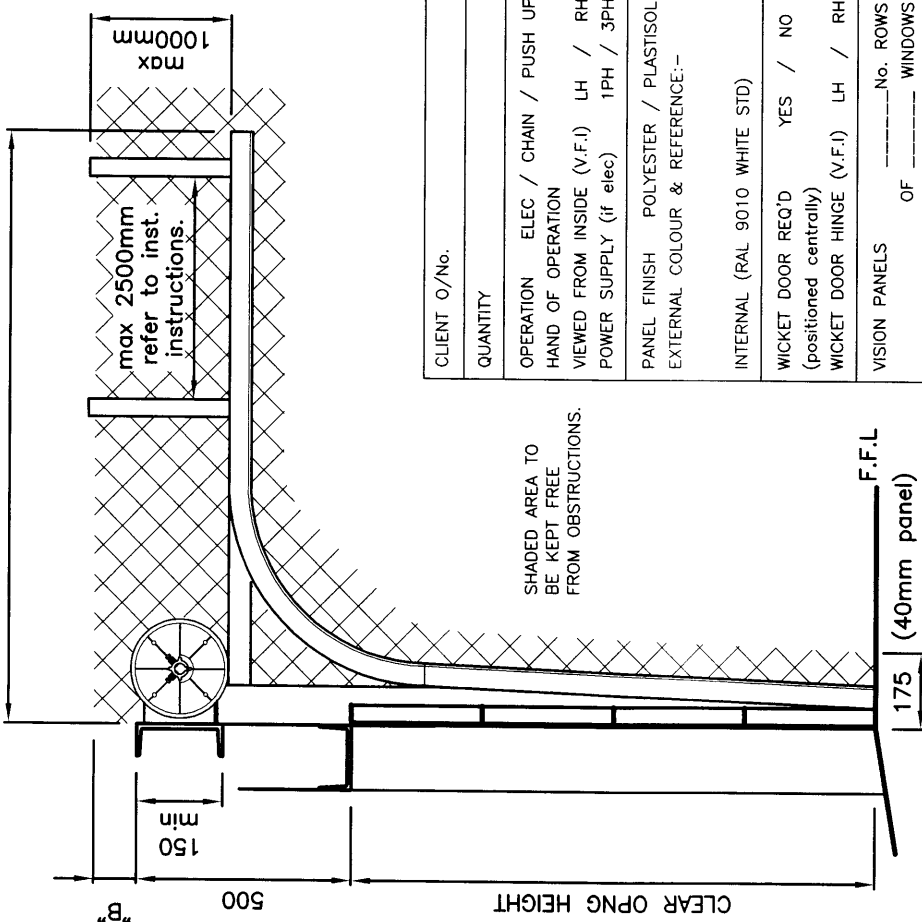 max
1000mm
max 2500mm
refer to inst.
instructions.
"B"
150
min
500
CLEAR OPNG HEIGHT
SHADED AREA TO
BE KEPT FREE
FROM OBSTRUCTIONS.
F.F.L
175 (40mm panel)
CLIENT O/No.
QUANTITY
OPERATION ELEC / CHAIN / PUSH UP
HAND OF OPERATION
VIEWED FROM INSIDE (V.F.I) LH / RH
POWER SUPPLY (if elec) 1PH / 3PH
PANEL FINISH POLYESTER / PLASTISOL
EXTERNAL COLOUR & REFERENCE:-
INTERNAL (RAL 9010 WHITE STD)
WICKET DOOR REQ'D YES / NO
(positioned centrally)
WICKET DOOR HINGE (V.F.I) LH / RH
VISION PANELS ______No. ROWS
OF ______ WINDOWS